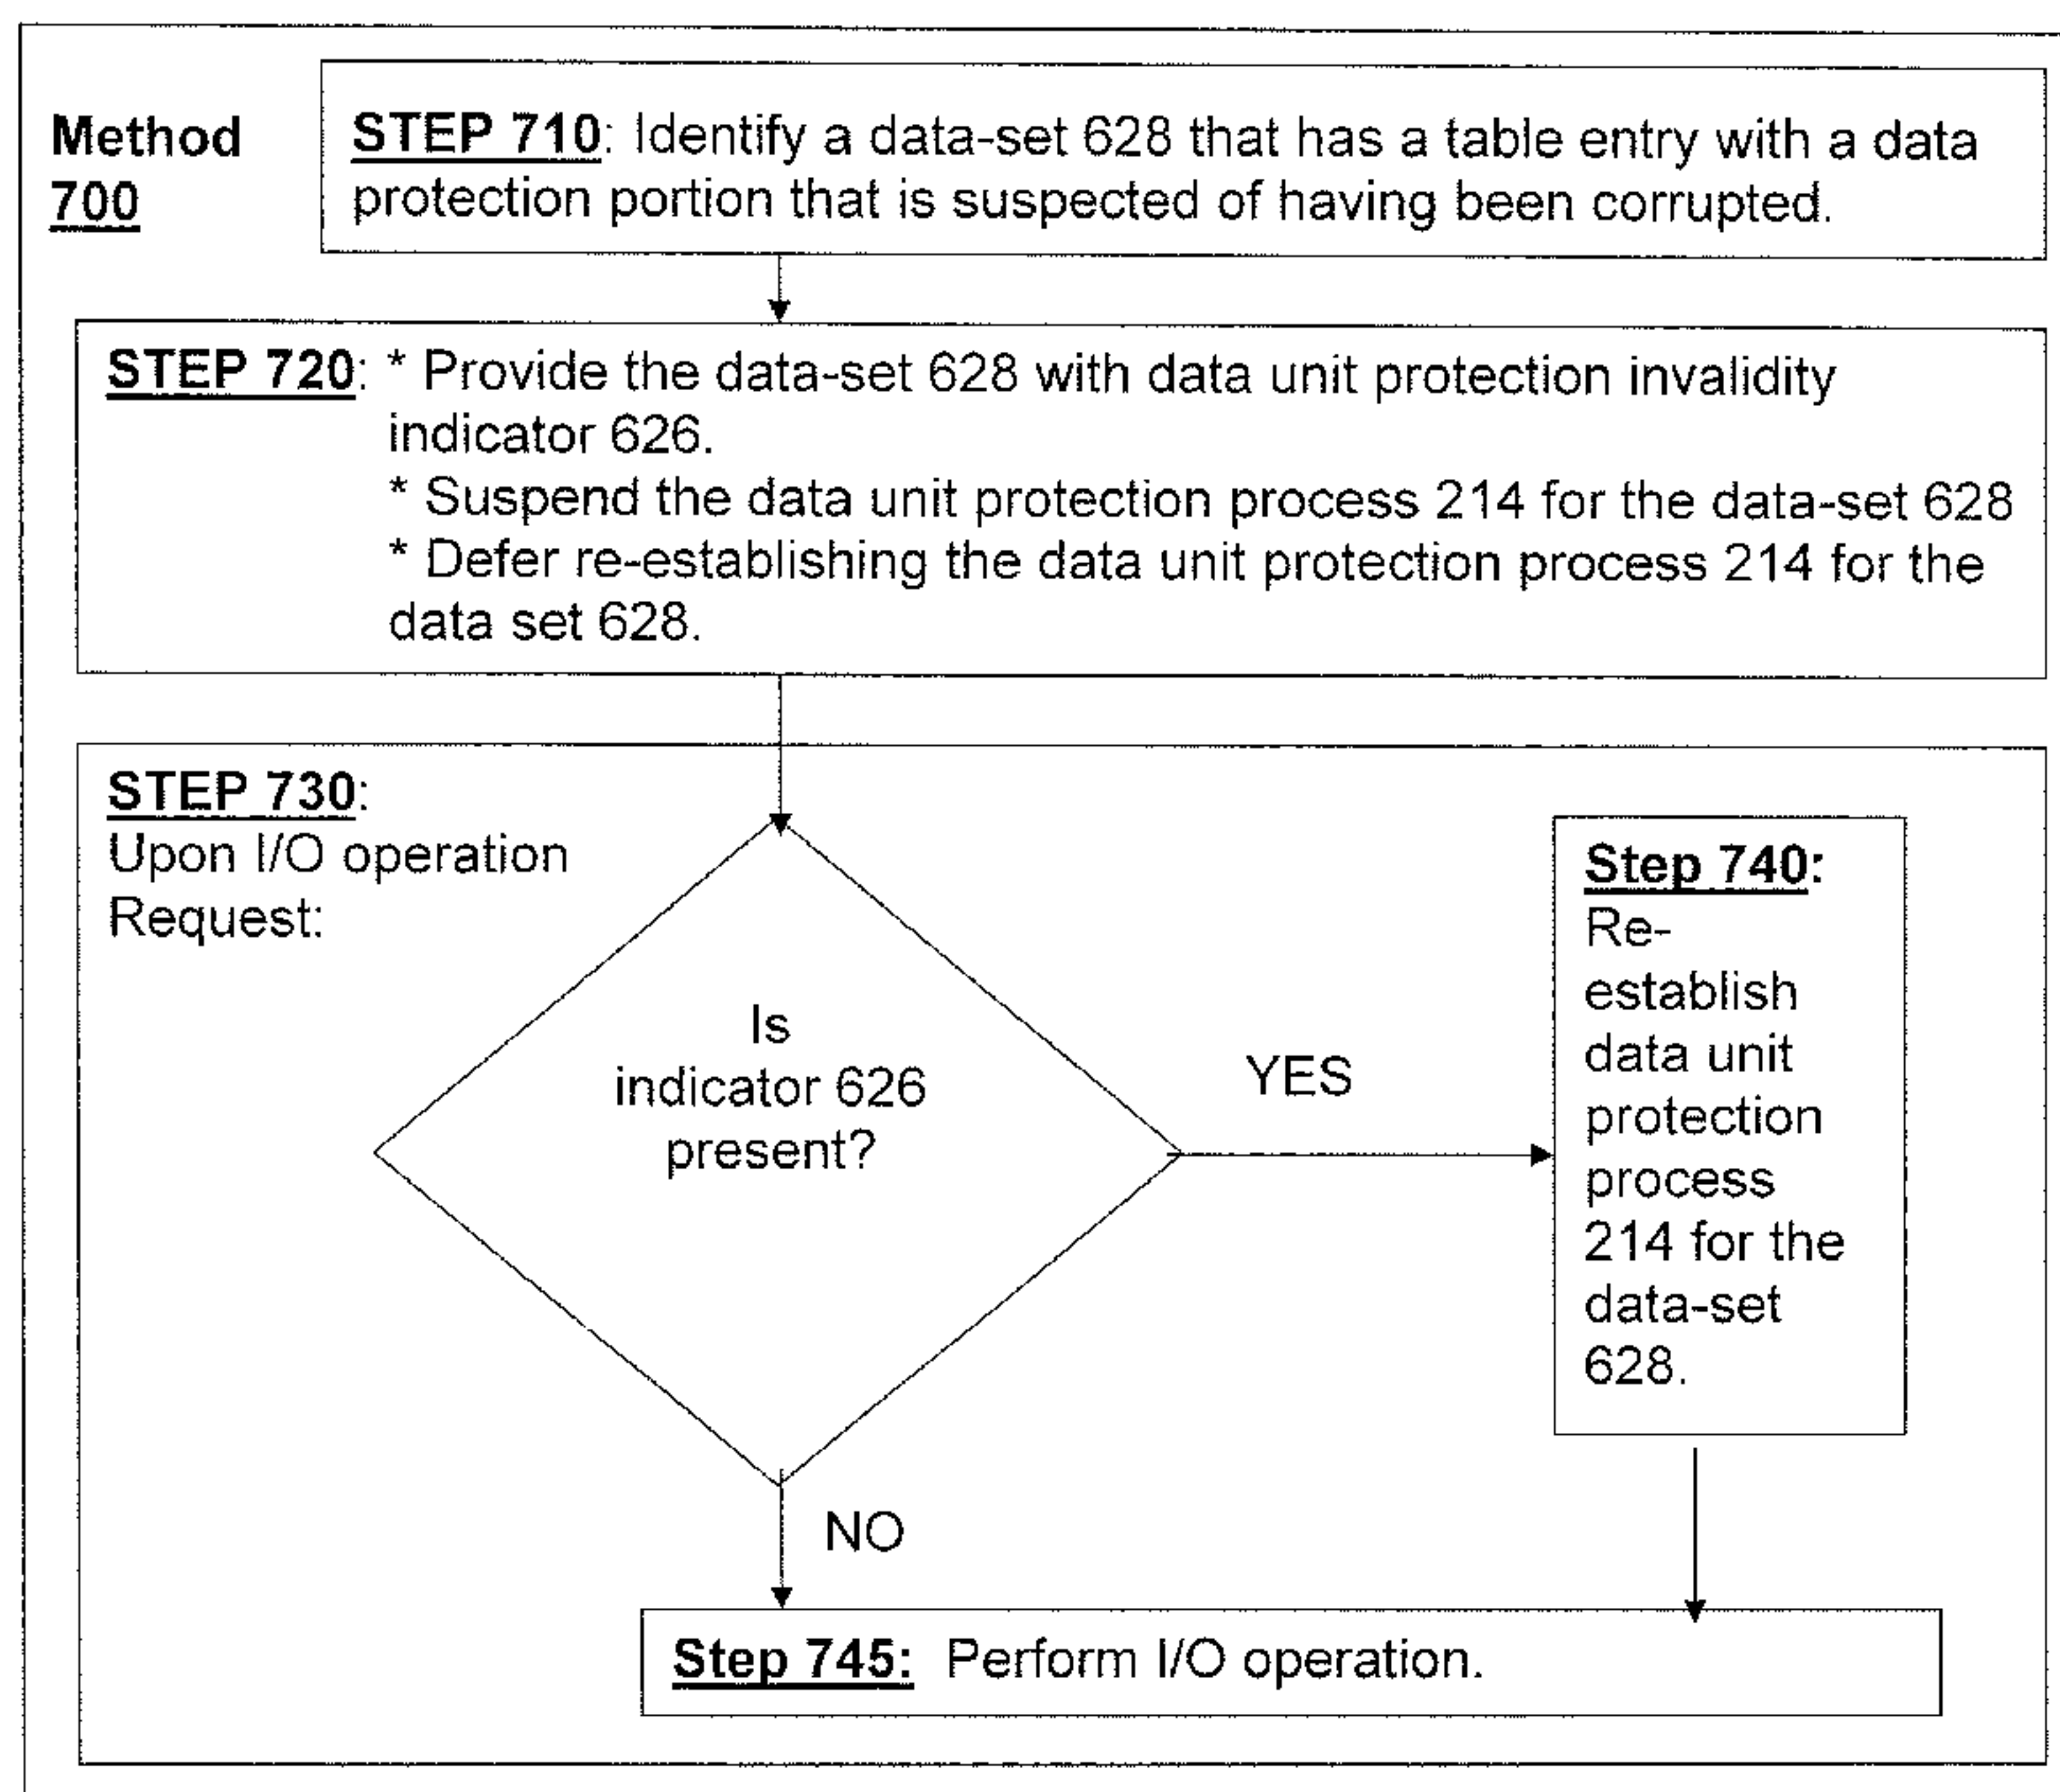 Method
700
STEP 710: Identify a data-set 628 that has a table entry with a data
protection portion that is suspected of having been corrupted.
STEP 720: * Provide the data-set 628 with data unit protection invalidity
indicator 626.
* Suspend the data unit protection process 214 for the data-set 628
* Defer re-establishing the data unit protection process 214 for the
data set 628.
STEP 730:
Upon I/O operation
Request:
Is
indicator 626
present?
YES
Step 740:
Re-
establish
data unit
protection
process
214 for the
data-set
628.
NO
Step 745: Perform I/O operation.